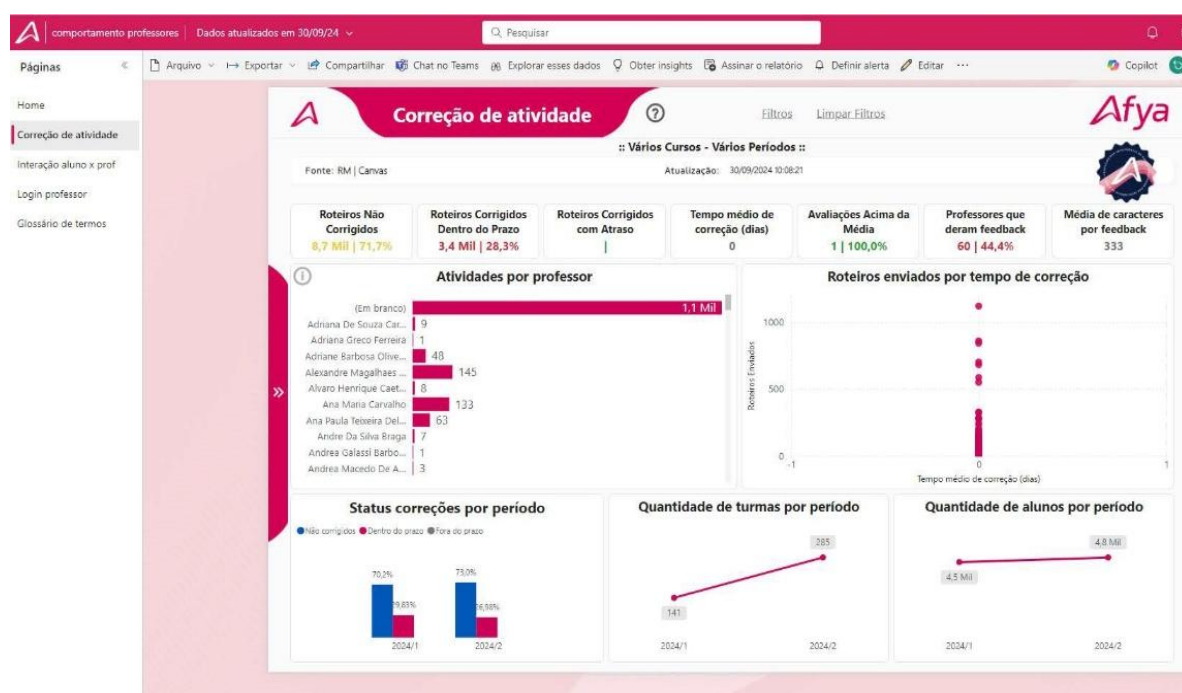 comportamento professores
Dados atualizados em 30/09/24
Pesquisar
Páginas
Arquivo
Exportar
Compartilhar
Chat no Teams
Explorar esses dados
Obter insights
Assinar o relatório
Definir alerta
Editar
Copilot
Home
Correção de atividade
Interação aluno x prof
Login professor
Glossário de termos
Correção de atividade
?
Filtros
Limpar Filtros
Afya
:: Vários Cursos - Vários Períodos ::
Fonte: RM | Canvas
Atualização: 30/09/2024 10:08:21
Roteiros Não
Corrigidos
8,7 Mil | 71,7%
Roteiros Corrigidos
Dentro do Prazo
3,4 Mil | 28,3%
Roteiros Corrigidos
com Atraso
|
Tempo médio de
correção (dias)
0
Avaliações Acima da
Média
1 | 100,0%
Professores que
deram feedback
60 | 44,4%
Média de caracteres
por feedback
333
Atividades por professor
(Em branco) 1,1 Mil
Adriana De Souza Car... 9
Adriana Greco Ferreira 1
Adriane Barbosa Olive... 48
Alexandre Magalhaes ... 145
Alvaro Henrique Caet... 8
Ana Maria Carvalho 133
Ana Paula Teixeira Del... 63
Andre Da Silva Braga 7
Andrea Galassi Barbo... 1
Andrea Macedo De A... 3
Roteiros enviados por tempo de correção
Roteiros Enviados
1000
500
0
-1 0 1
Tempo médio de correção (dias)
Status correções por período
Não corrigidos Dentro do prazo Fora do prazo
70,2%
29,83%
73,0%
26,98%
2024/1 2024/2
Quantidade de turmas por período
285
141
2024/1 2024/2
Quantidade de alunos por período
4,8 Mil
4,5 Mil
2024/1 2024/2